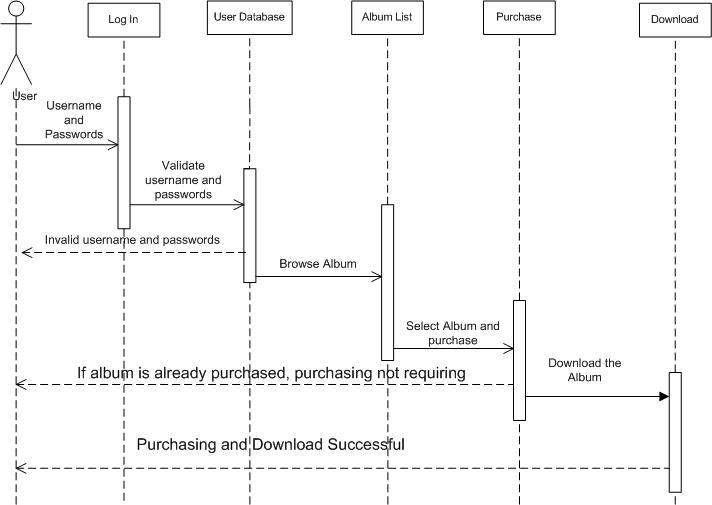 Log In
User Database
Album List
Purchase
Download
User
Username
and
Passwords
Validate
username and
passwords
Invalid username and passwords
Browse Album
Select Album and
purchase
If album is already purchased, purchasing not requiring
Download the
Album
Purchasing and Download Successful